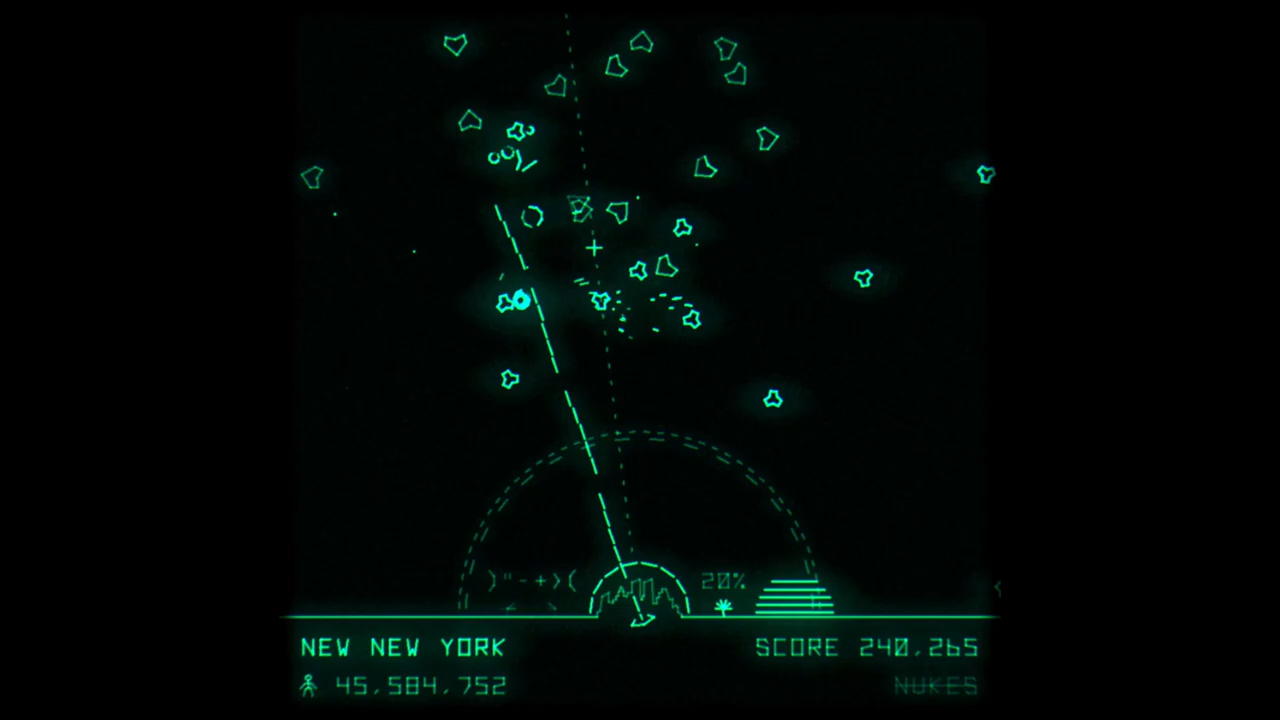 20%
NEW NEW YORK
SCORE 240,265
45,584,752
NUKES